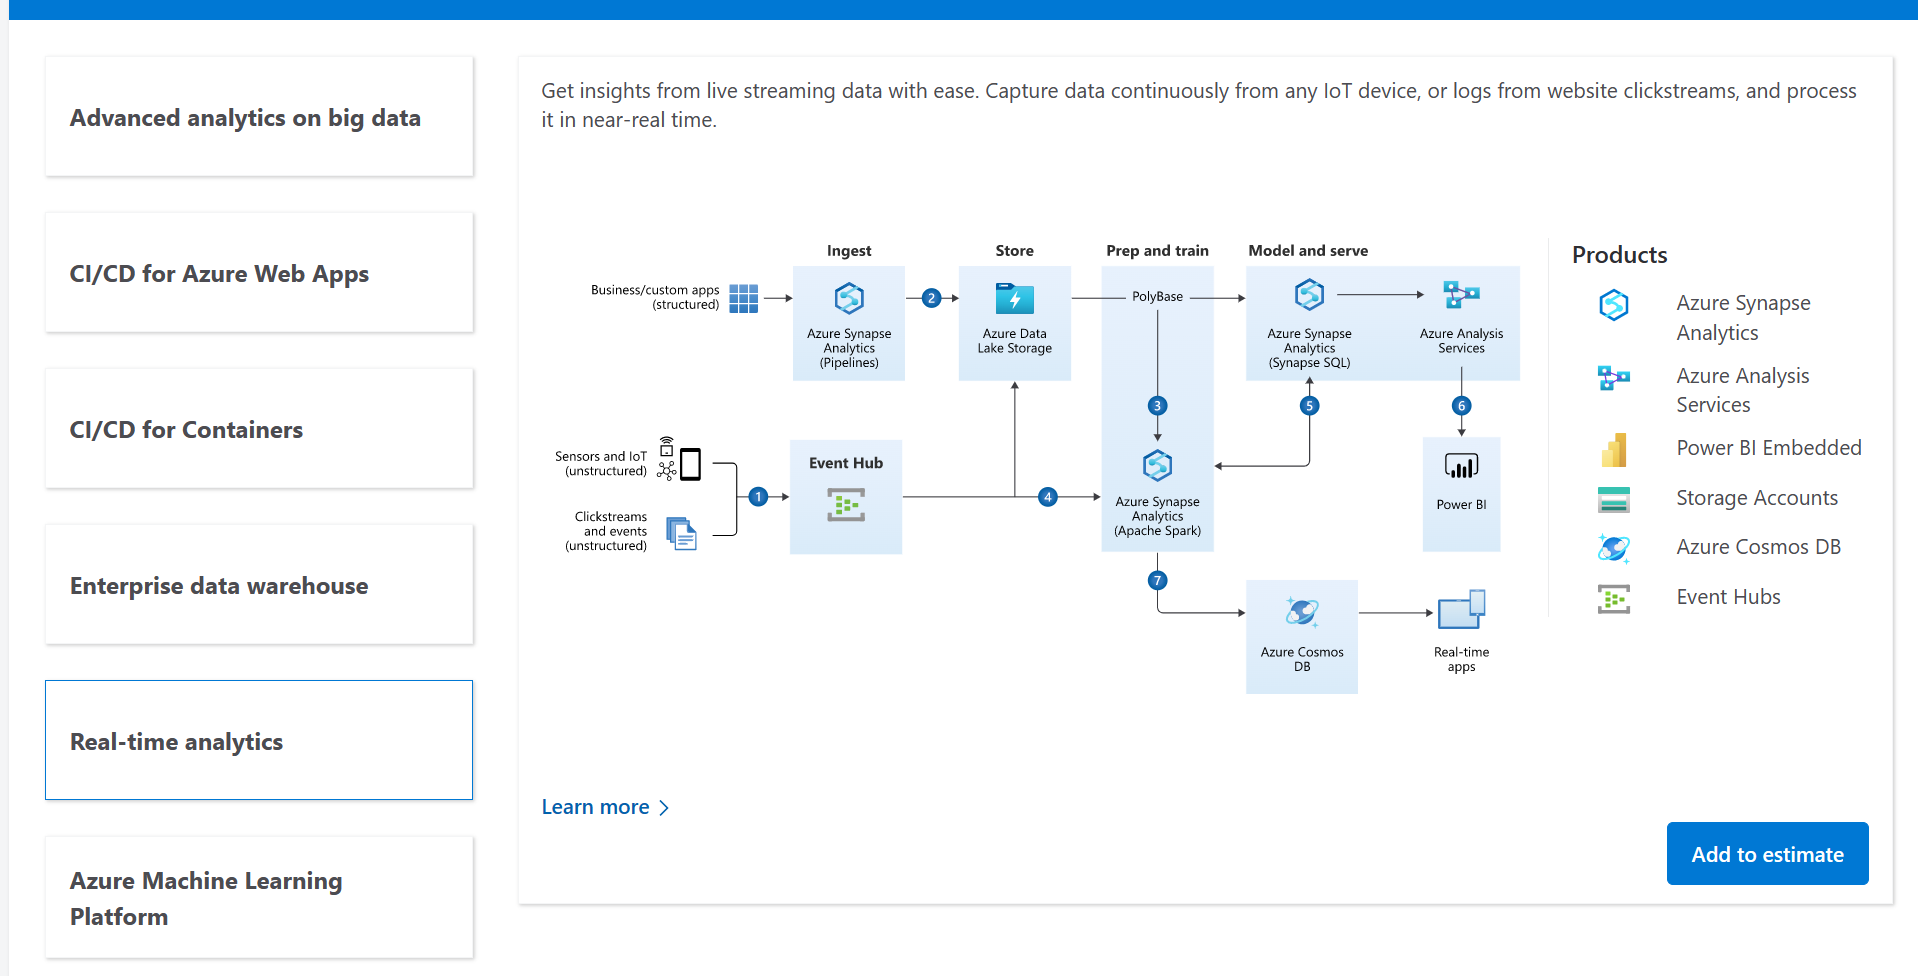 Advanced analytics on big data
CI/CD for Azure Web Apps
CI/CD for Containers
Enterprise data warehouse
Real-time analytics
Azure Machine Learning
Platform
Get insights from live streaming data with ease. Capture data continuously from any IoT device, or logs from website clickstreams, and process
it in near-real time.
Ingest
Store
Prep and train
Model and serve
Business/custom apps
(structured)
Azure Synapse
Analytics
(Pipelines)
2
Azure Data
Lake Storage
PolyBase
Azure Synapse
Analytics
(Synapse SQL)
Azure Analysis
Services
3
5
6
Sensors and IoT
(unstructured)
Clickstreams
and events
(unstructured)
1
Event Hub
4
Azure Synapse
Analytics
(Apache Spark)
Power BI
7
Azure Cosmos
DB
Real-time
apps
Products
Azure Synapse
Analytics
Azure Analysis
Services
Power BI Embedded
Storage Accounts
Azure Cosmos DB
Event Hubs
Learn more
Add to estimate